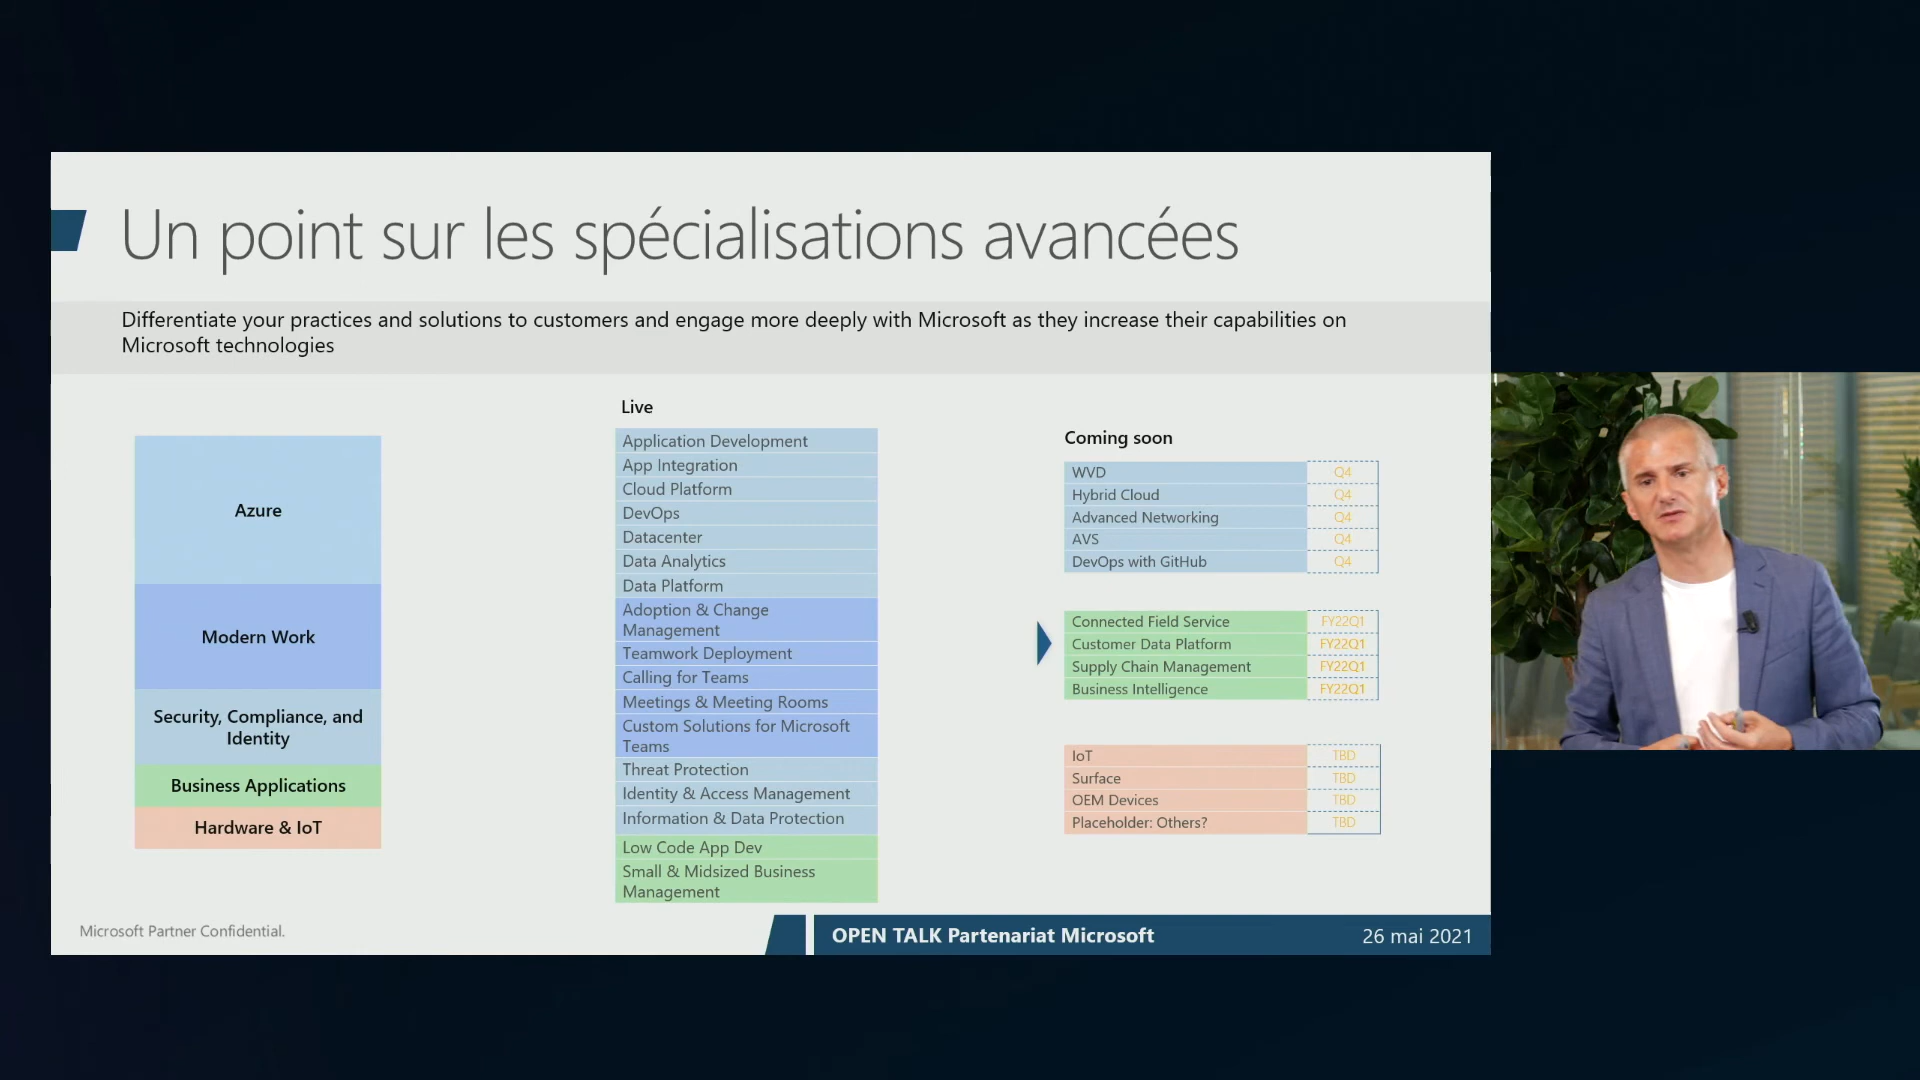 Un point sur les spécialisations avancées
Differentiate your practices and solutions to customers and engage more deeply with Microsoft as they increase their capabilities on
Microsoft technologies
Azure
Modern Work
Security, Compliance, and
Identity
Business Applications
Hardware & IoT
Live
Application Development
App Integration
Cloud Platform
DevOps
Datacenter
Data Analytics
Data Platform
Adoption & Change
Management
Teamwork Deployment
Calling for Teams
Meetings & Meeting Rooms
Custom Solutions for Microsoft
Teams
Threat Protection
Identity & Access Management
Information & Data Protection
Low Code App Dev
Small & Midsized Business
Management
Coming soon
WVD Q4
Hybrid Cloud Q4
Advanced Networking Q4
AVS Q4
DevOps with GitHub Q4
Connected Field Service FY22Q1
Customer Data Platform FY22Q1
Supply Chain Management FY22Q1
Business Intelligence FY22Q1
IoT TBD
Surface TBD
OEM Devices TBD
Placeholder: Others? TBD
Microsoft Partner Confidential.
OPEN TALK Partenariat Microsoft
26 mai 2021